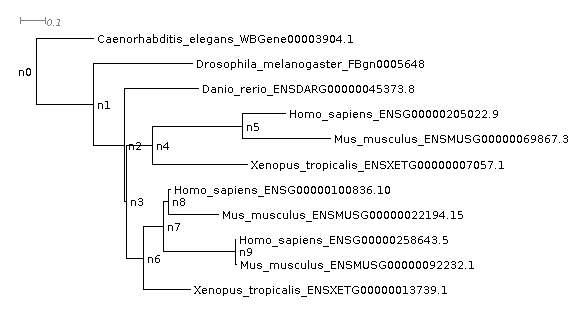 0.1
Caenorhabditis_elegans_WBGene00003904.1
n0
Drosophila_melanogaster_FBgn0005648
Danio_rerio_ENSDARG00000045373.8
n1
Homo_sapiens_ENSG00000205022.9
n5
Mus_musculus_ENSMUSG00000069867.3
n2
n4
Xenopus_tropicalis_ENSXETG00000007057.1
Homo_sapiens_ENSG00000100836.10
n3
n8
Mus_musculus_ENSMUSG00000022194.15
n7
Homo_sapiens_ENSG00000258643.5
n9
n6
Mus_musculus_ENSMUSG00000092232.1
Xenopus_tropicalis_ENSXETG00000013739.1